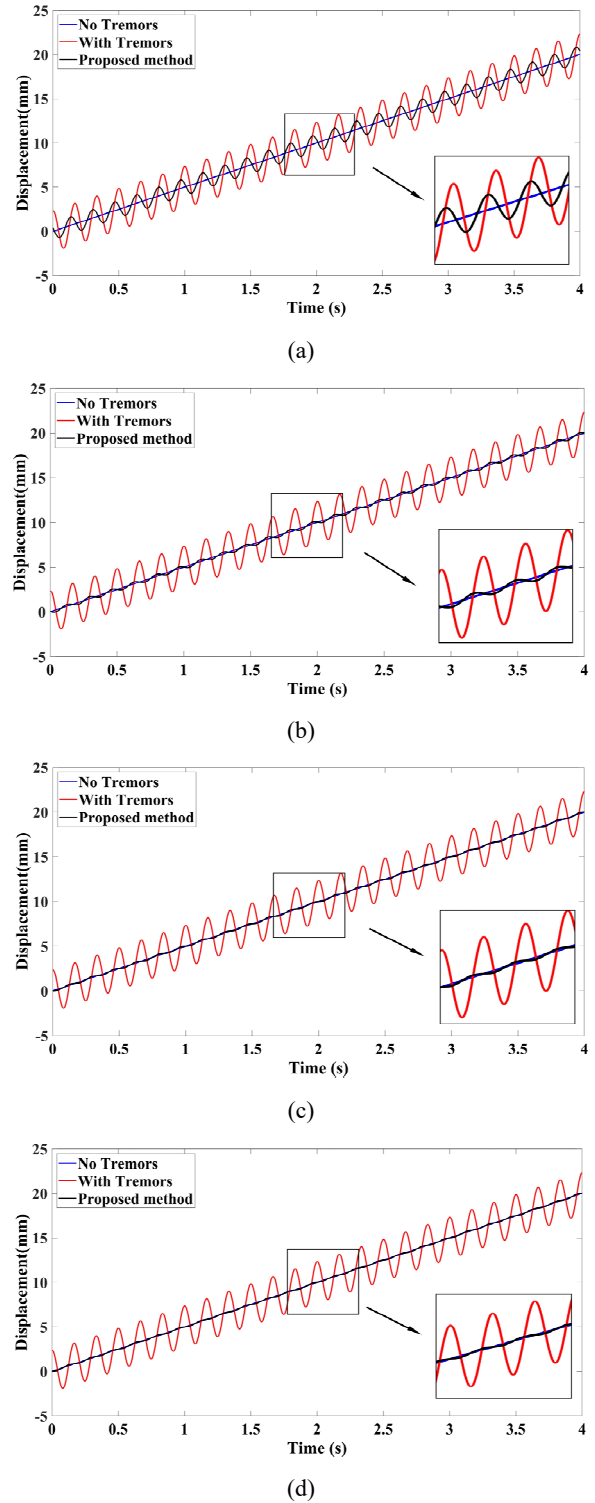 25
20
15
10
5
0
-5
Displacement(mm)
No Tremors
With Tremors
Proposed method
0 0.5 1 1.5 2 2.5 3 3.5 4
Time (s)
(a)
25
20
15
10
5
0
-5
Displacement(mm)
No Tremors
With Tremors
Proposed method
0 0.5 1 1.5 2 2.5 3 3.5 4
Time (s)
(b)
25
20
15
10
5
0
-5
Displacement(mm)
No Tremors
With Tremors
Proposed method
0 0.5 1 1.5 2 2.5 3 3.5 4
Time (s)
(c)
25
20
15
10
5
0
-5
Displacement(mm)
No Tremors
With Tremors
Proposed method
0 0.5 1 1.5 2 2.5 3 3.5 4
Time (s)
(d)